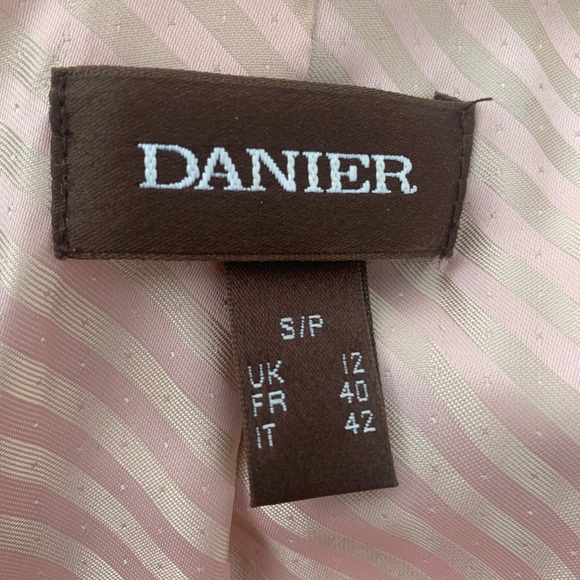 DANIER
S/P
UK 12
FR 40
IT 42